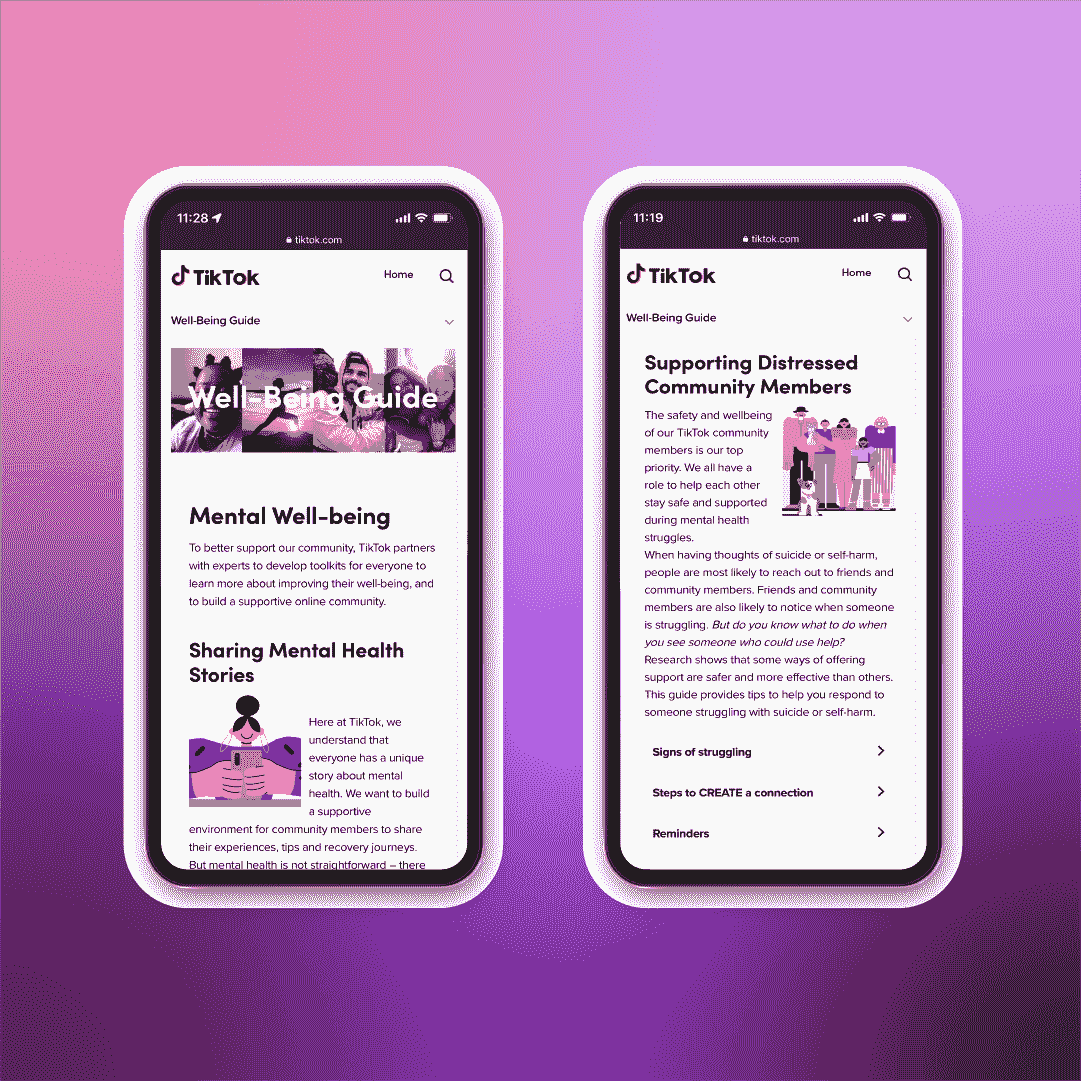 11:28
tiktok.com
TikTok
Home
Well-Being Guide
Well-Being Guide
Mental Well-being
To better support our community, TikTok partners
with experts to develop toolkits for everyone to
learn more about improving their well-being, and
to build a supportive online community.
Sharing Mental Health
Stories
Here at TikTok, we
understand that
everyone has a unique
story about mental
health. We want to build
a supportive
environment for community members to share
their experiences, tips and recovery journeys.
But mental health is not straightforward – there
11:19
tiktok.com
TikTok
Home
Well-Being Guide
Supporting Distressed
Community Members
The safety and wellbeing
of our TikTok community
members is our top
priority. We all have a
role to help each other
stay safe and supported
during mental health
struggles.
When having thoughts of suicide or self-harm,
people are most likely to reach out to friends and
community members. Friends and community
members are also likely to notice when someone
is struggling. But do you know what to do when
you see someone who could use help?
Research shows that some ways of offering
support are safer and more effective than others.
This guide provides tips to help you respond to
someone struggling with suicide or self-harm.
Signs of struggling
Steps to CREATE a connection
Reminders